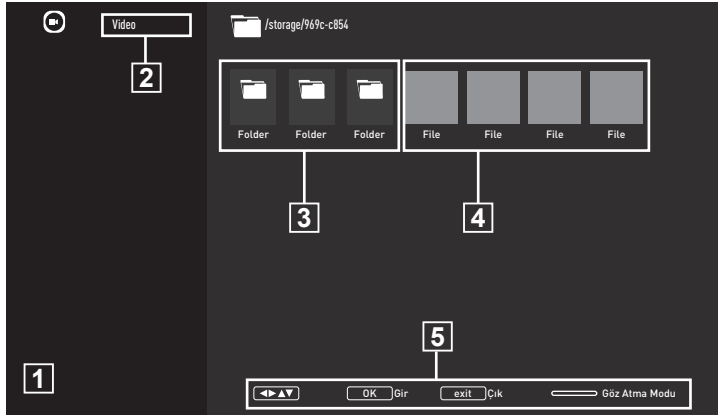 Video
/storage/969c-c854
2
Folder Folder Folder File File File File
3 4
5
1
OK Gir exit Çık Göz Atma Modu